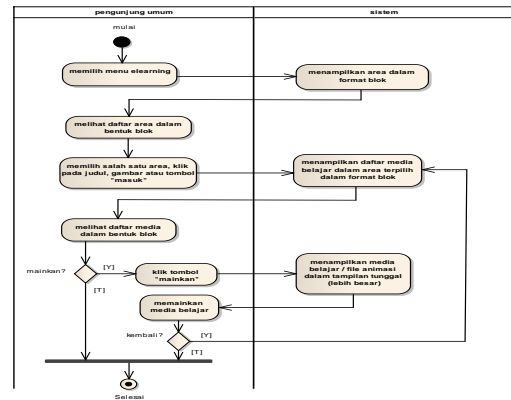 pengunjung umum
sistem
mulai
memilih menu elearning
menampilkan area dalam
format blok
melihat daftar area dalam
bentuk blok
memilih salah satu area, klik
pada judul, gambar atau tombol
"masuk"
menampilkan daftar media
belajar dalam area terpilih
dalam format blok
melihat daftar media
dalam bentuk blok
mainkan?
[Y]
[T]
klik tombol
"mainkan"
menampilkan media
belajar / file animasi
dalam tampilan tunggal
(lebih besar)
memainkan
media belajar
kembali?
[Y]
[T]
Selesai